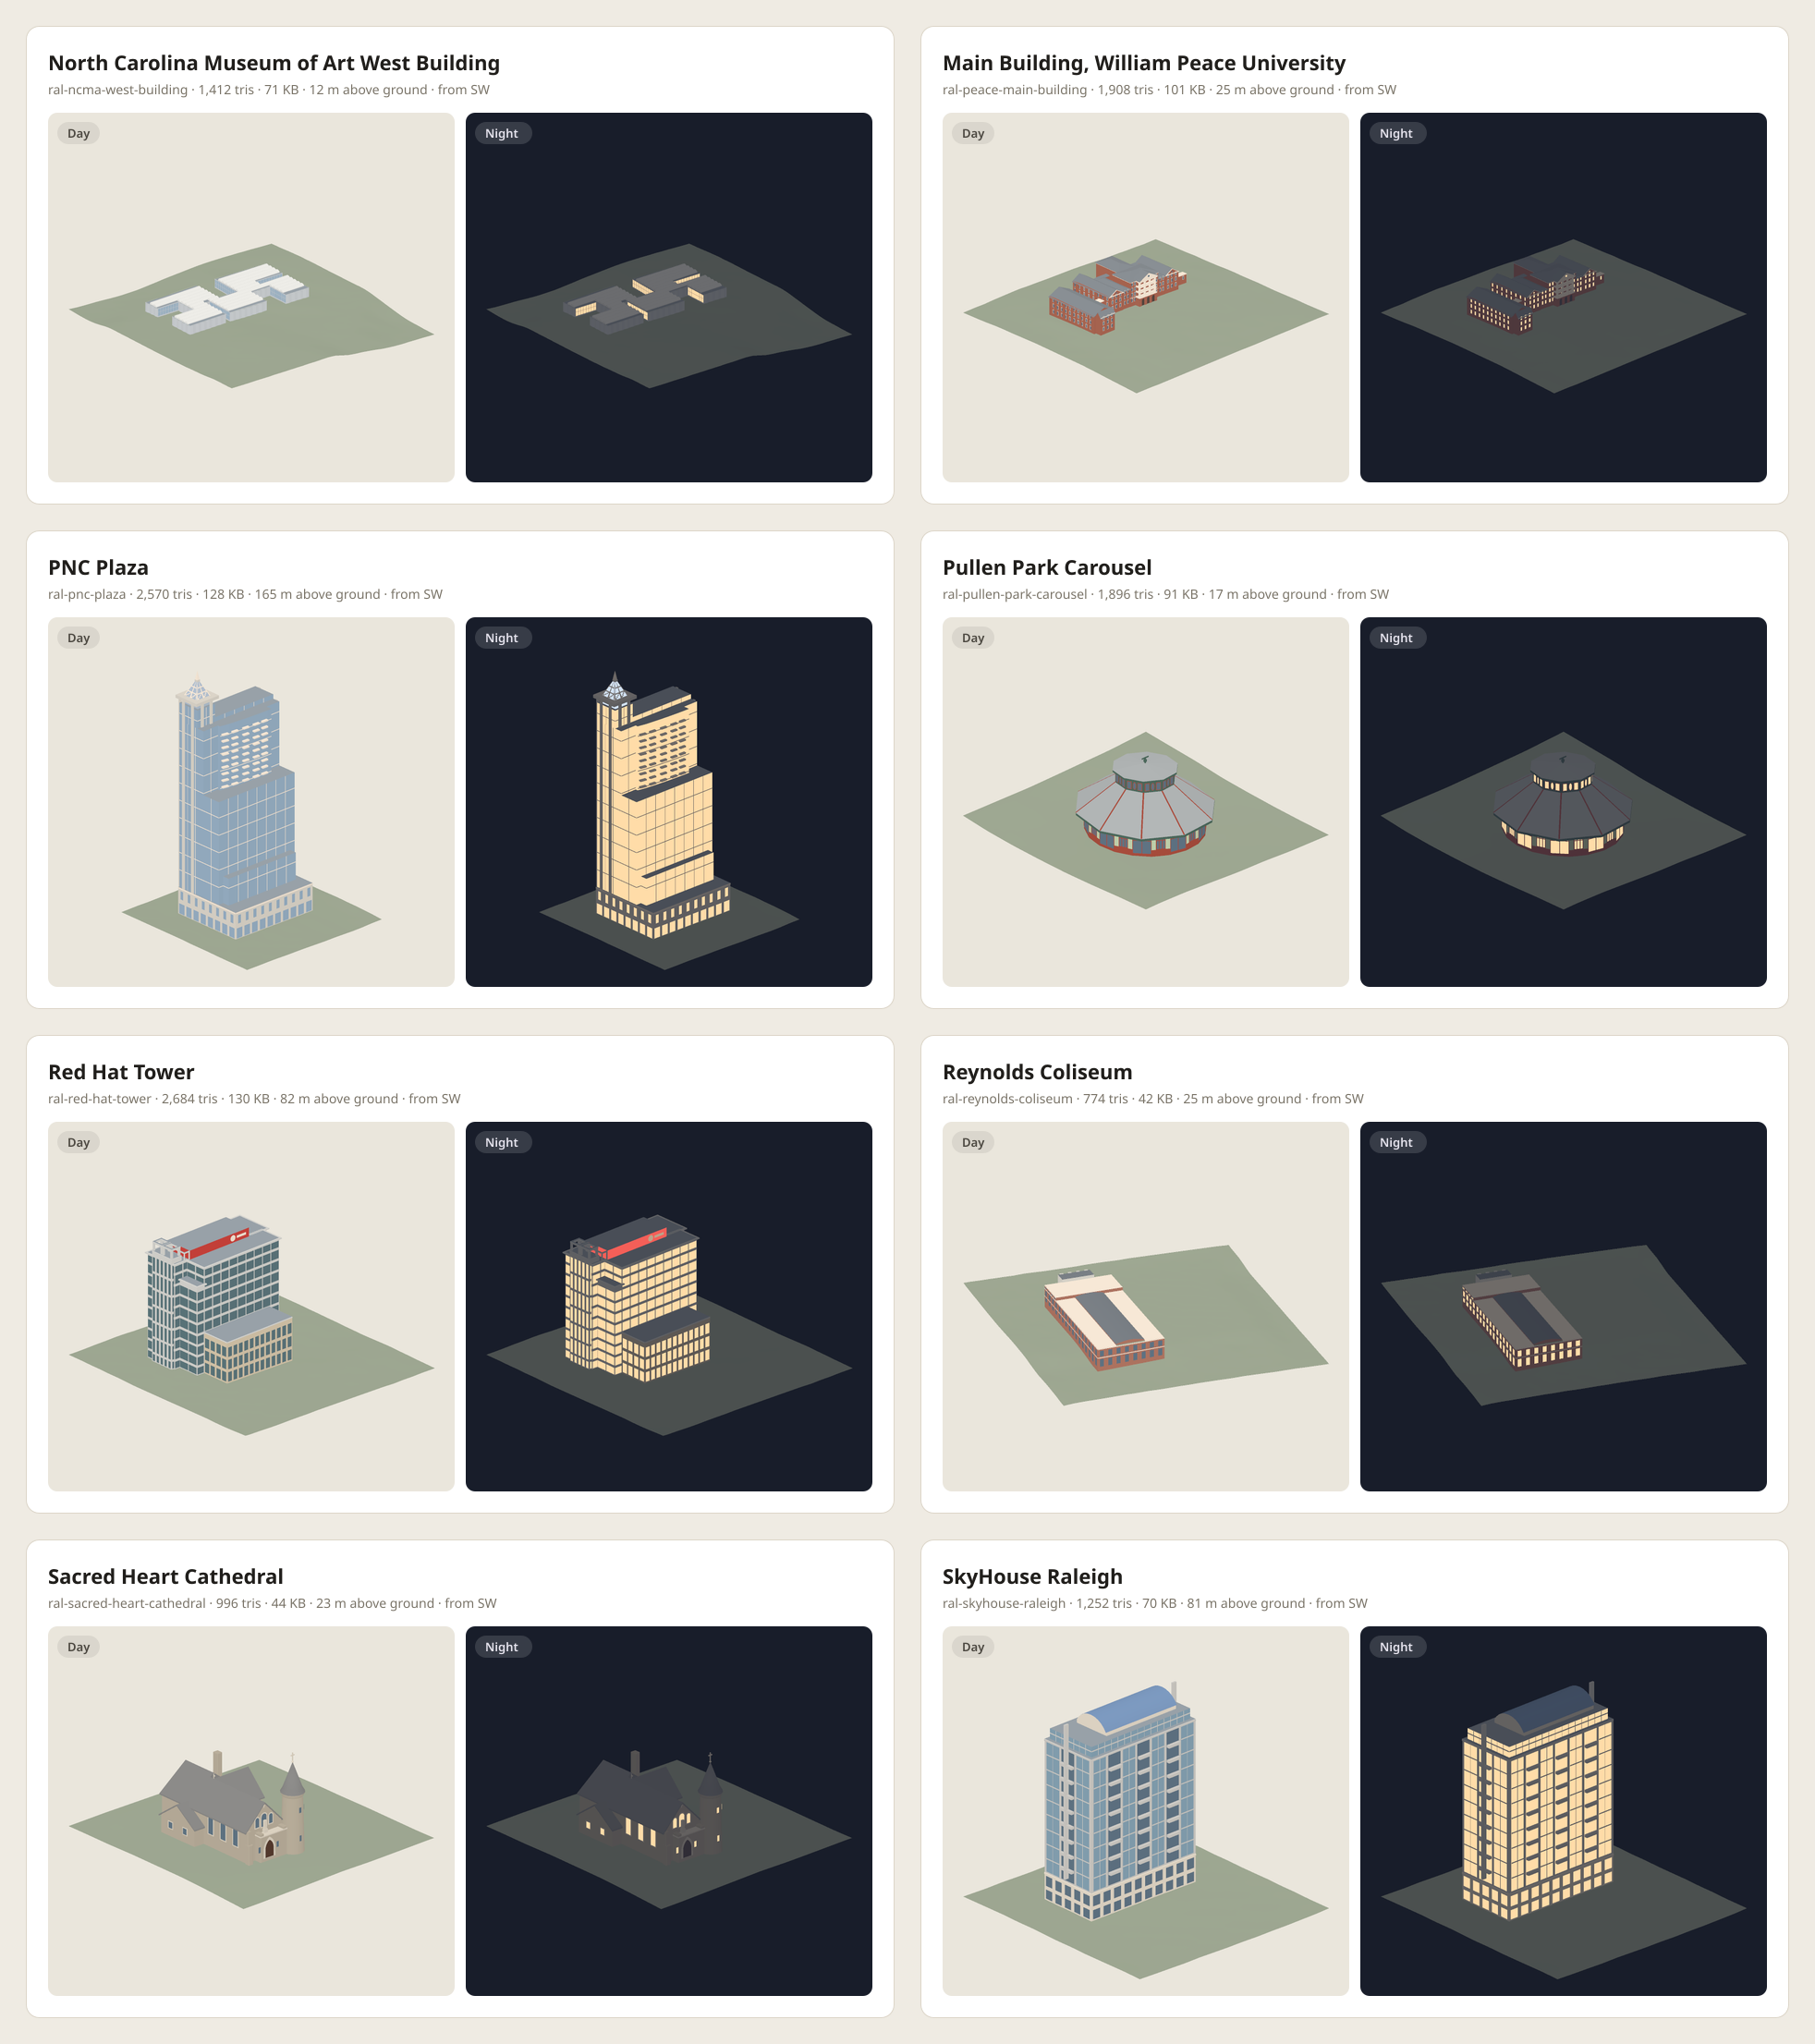 North Carolina Museum of Art West Building
ral-ncma-west-building · 1,412 tris · 71 KB · 12 m above ground · from SW
Day
Night
Main Building, William Peace University
ral-peace-main-building · 1,908 tris · 101 KB · 25 m above ground · from SW
Day
Night
PNC Plaza
ral-pnc-plaza · 2,570 tris · 128 KB · 165 m above ground · from SW
Day
Night
Pullen Park Carousel
ral-pullen-park-carousel · 1,896 tris · 91 KB · 17 m above ground · from SW
Day
Night
Red Hat Tower
ral-red-hat-tower · 2,684 tris · 130 KB · 82 m above ground · from SW
Day
Night
Reynolds Coliseum
ral-reynolds-coliseum · 774 tris · 42 KB · 25 m above ground · from SW
Day
Night
Sacred Heart Cathedral
ral-sacred-heart-cathedral · 996 tris · 44 KB · 23 m above ground · from SW
Day
Night
SkyHouse Raleigh
ral-skyhouse-raleigh · 1,252 tris · 70 KB · 81 m above ground · from SW
Day
Night